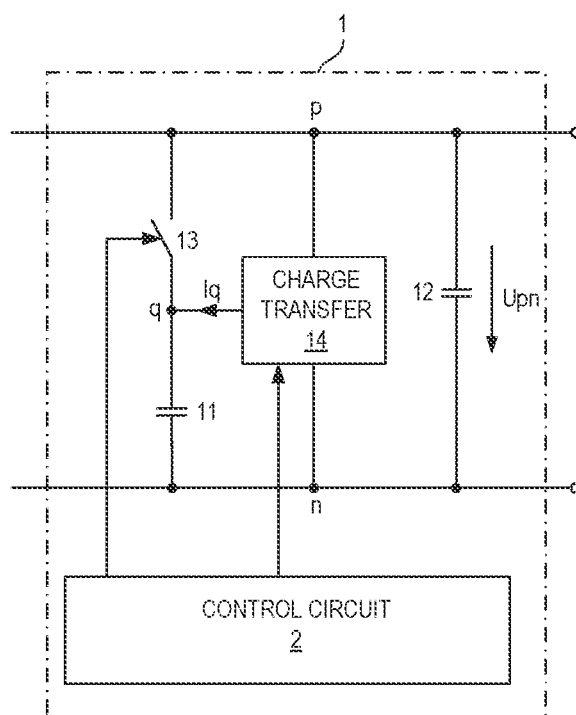 1
p
13
Iq
q
CHARGE
TRANSFER
14
12
Upn
11
n
CONTROL CIRCUIT
2